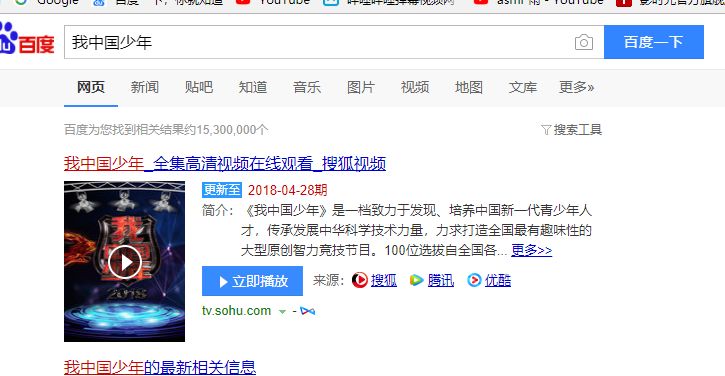 Google
YouTube
哔哩哔哩弹幕视频网
asmr 雨 - YouTube
百度
我中国少年
百度一下
网页 新闻 贴吧 知道 音乐 图片 视频 地图 文库 更多»
百度为您找到相关结果约15,300,000个
搜索工具
我中国少年_全集高清视频在线观看_搜狐视频
更新至 2018-04-28期
简介: 《我中国少年》是一档致力于发现、培养中国新一代青少年人
才，传承发展中华科学技术力量，力求打造全国最有趣味性的
大型原创智力竞技节目。100位选拔自全国各... 更多>>
2018
立即播放 来源: 搜狐 腾讯 优酷
tv.sohu.com
我中国少年的最新相关信息